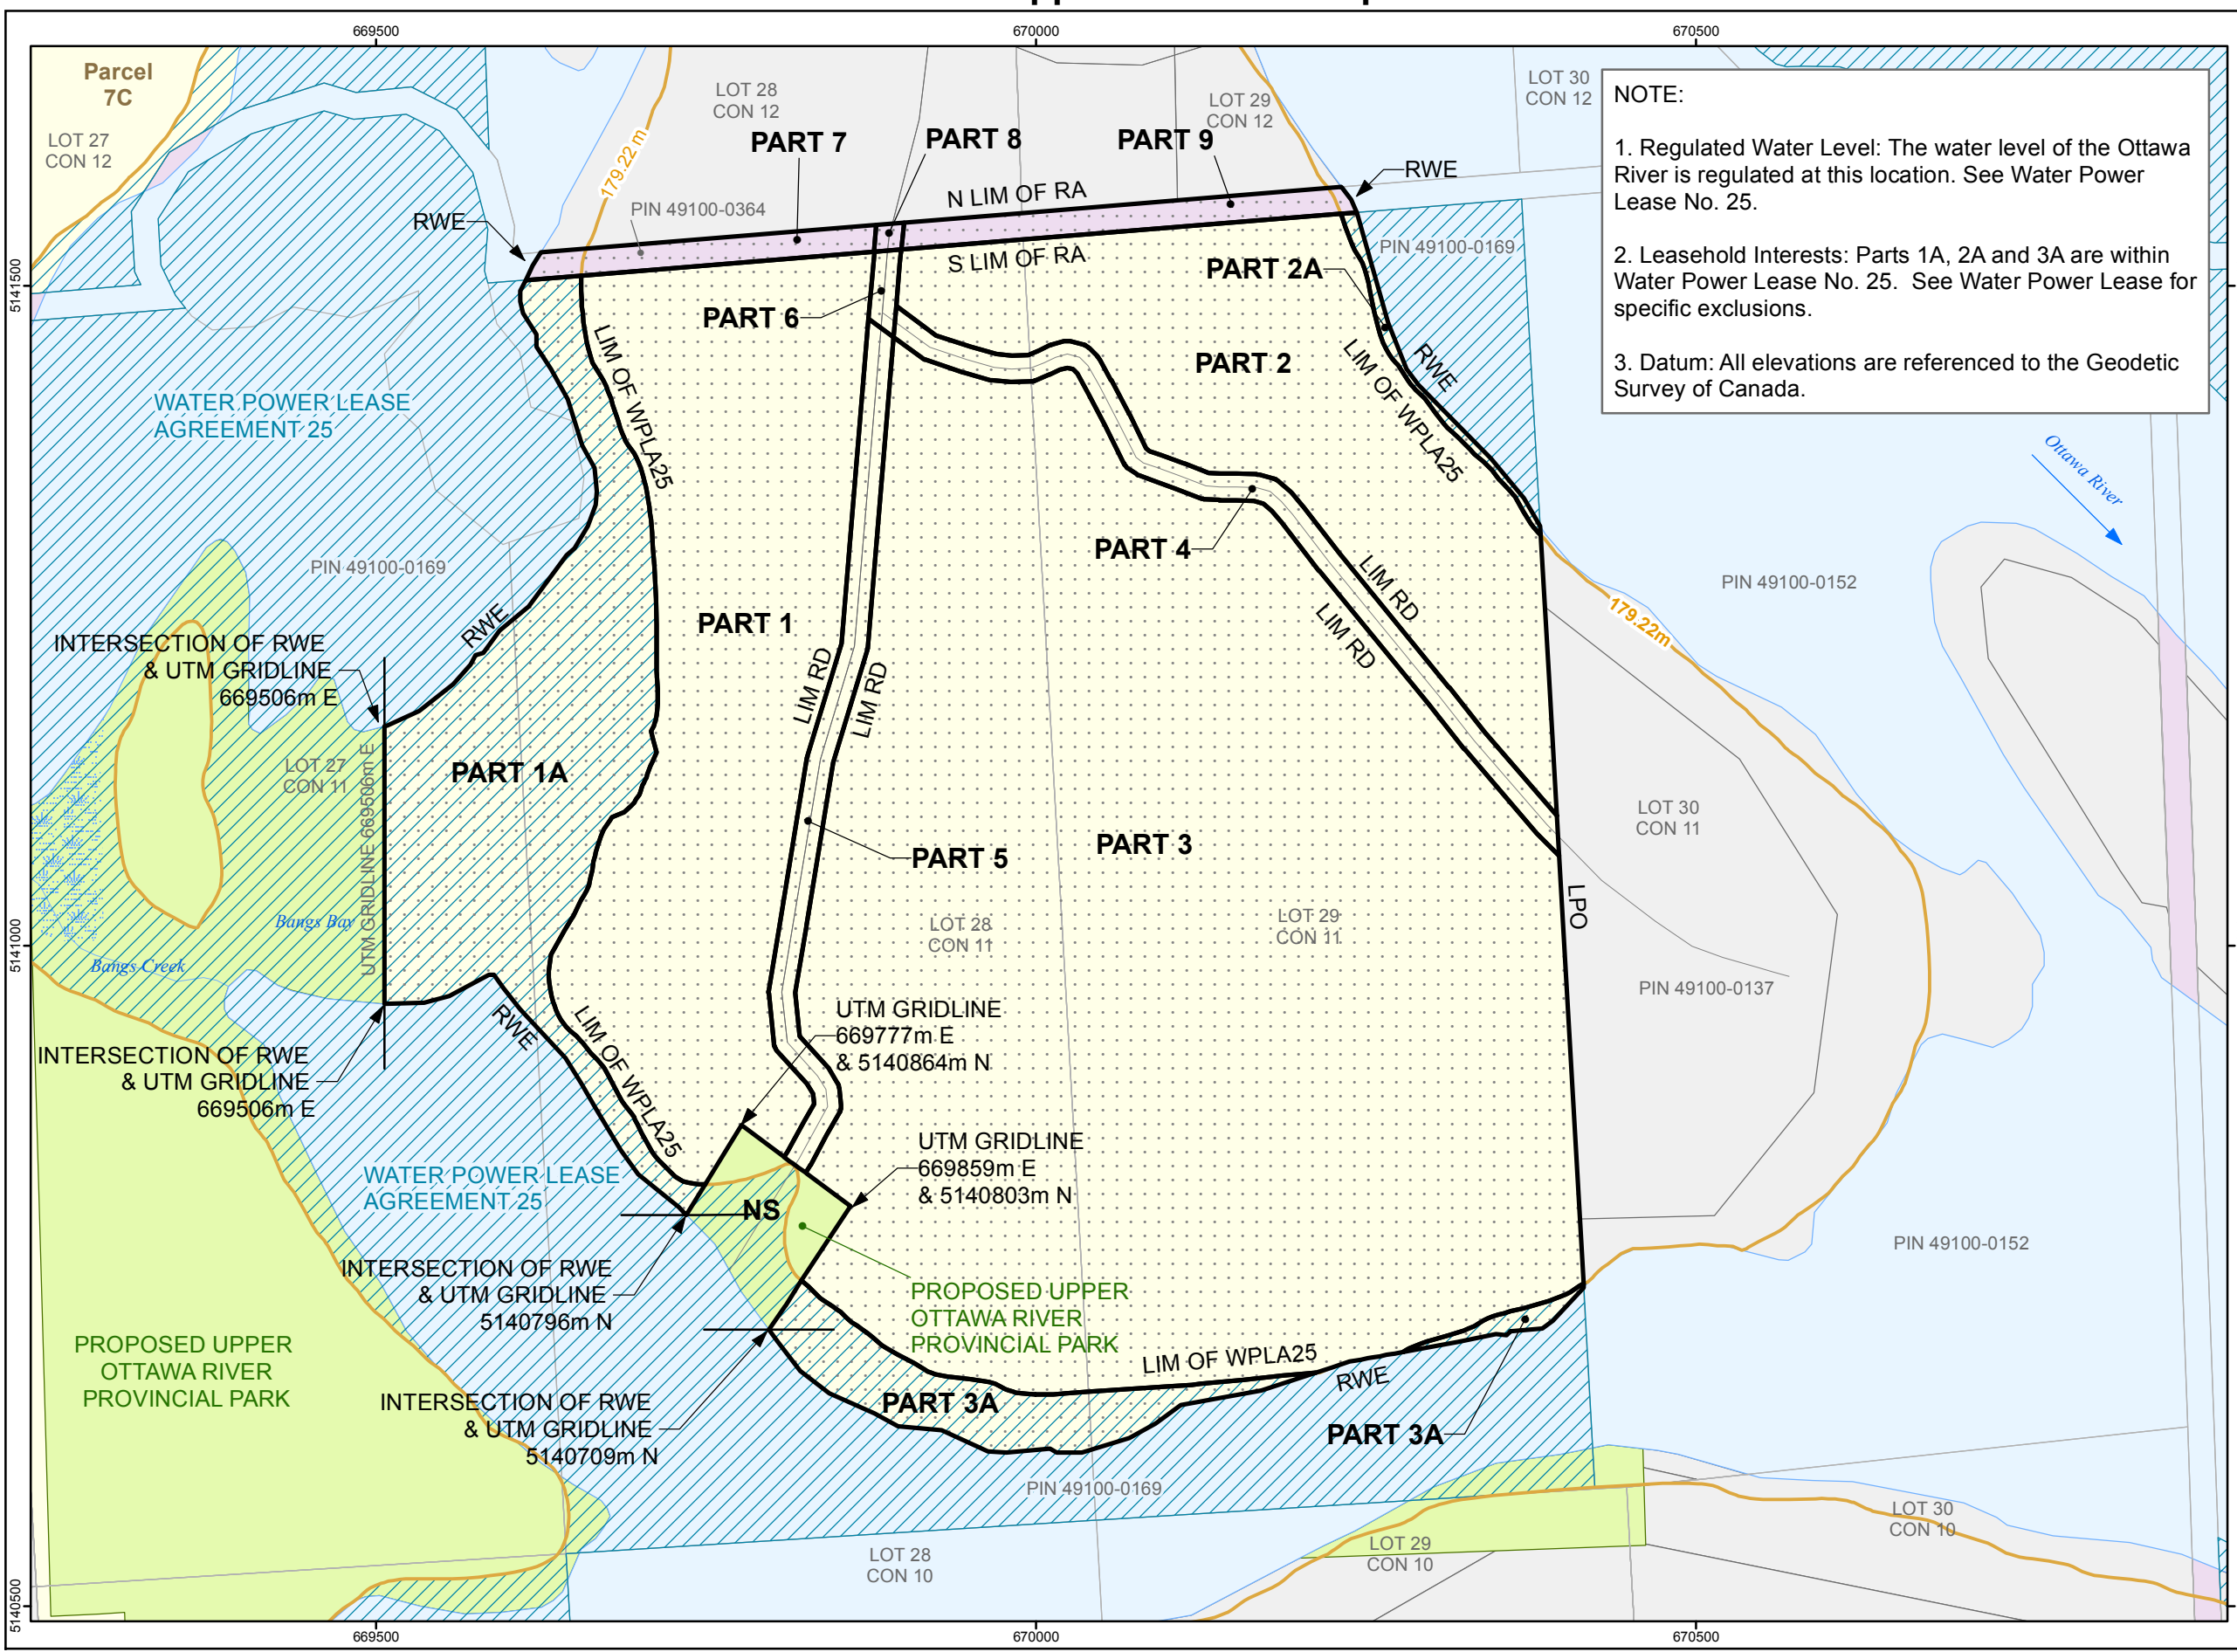 669500
670000
670500
Parcel
7C
LOT 27
CON 12
LOT 28
CON 12
LOT 29
CON 12
LOT 30
CON 12
179.22 m
PART 7
PART 8
PART 9
RWE
RWE
PIN 49100-0364
N LIM OF RA
S LIM OF RA
PIN 49100-0169
NOTE:
1. Regulated Water Level: The water level of the Ottawa
River is regulated at this location. See Water Power
Lease No. 25.
2. Leasehold Interests: Parts 1A, 2A and 3A are within
Water Power Lease No. 25. See Water Power Lease for
specific exclusions.
3. Datum: All elevations are referenced to the Geodetic
Survey of Canada.
5141500
PART 6
PART 2A
PART 2
LIM OF WPLA25
LIM OF WPLA25
RWE
WATER POWER LEASE
AGREEMENT 25
Ottawa River
PIN 49100-0169
PART 4
PIN 49100-0152
LIM RD
LIM RD
179.22m
PART 1
RWE
INTERSECTION OF RWE
& UTM GRIDLINE
669506m E
LIM RD
LIM RD
UTM GRIDLINE 669506m E
LOT 27
CON 11
PART 1A
PART 5
PART 3
LOT 30
CON 11
LPO
5141000
Bangs Bay
Bangs Creek
LOT 28
CON 11
LOT 29
CON 11
PIN 49100-0137
RWE
LIM OF WPLA25
UTM GRIDLINE
669777m E
& 5140864m N
INTERSECTION OF RWE
& UTM GRIDLINE
669506m E
UTM GRIDLINE
669859m E
& 5140803m N
WATER POWER LEASE
AGREEMENT 25
NS
PIN 49100-0152
INTERSECTION OF RWE
& UTM GRIDLINE
5140796m N
PROPOSED UPPER
OTTAWA RIVER
PROVINCIAL PARK
PROPOSED UPPER
OTTAWA RIVER
PROVINCIAL PARK
LIM OF WPLA25
RWE
INTERSECTION OF RWE
& UTM GRIDLINE
5140709m N
PART 3A
PART 3A
PIN 49100-0169
LOT 30
CON 10
LOT 28
CON 10
LOT 29
CON 10
5140500
669500
670000
670500